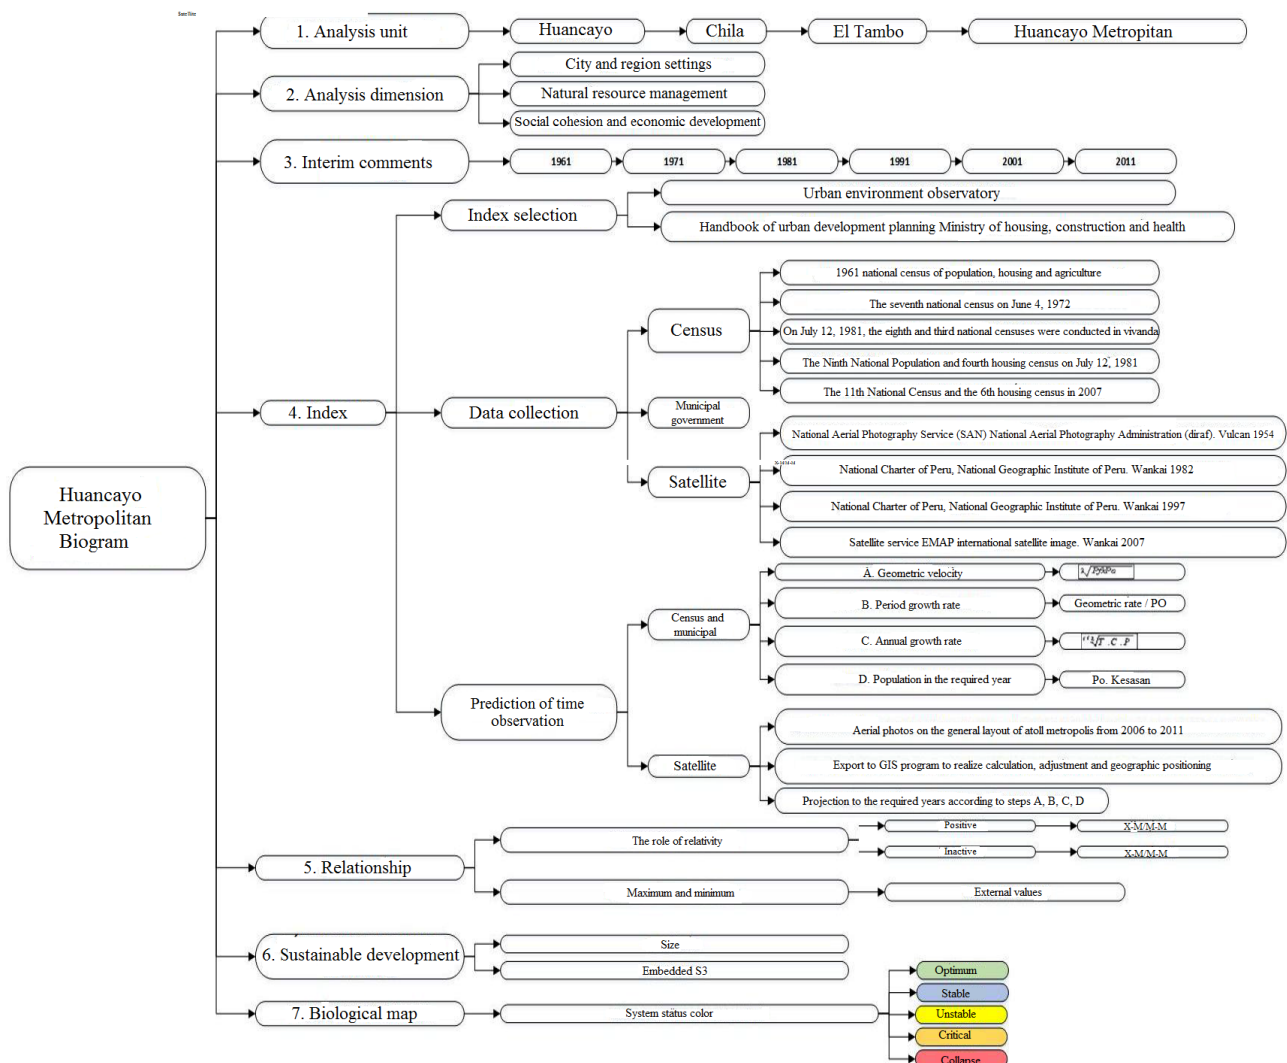 1. Analysis unit
Huancayo
Chila
El Tambo
Huancayo Metropitan
2. Analysis dimension
City and region settings
Natural resource management
Social cohesion and economic development
3. Interim comments
1961
1971
1981
1991
2001
2011
Index selection
Urban environment observatory
Handbook of urban development planning Ministry of housing, construction and health
4. Index
Data collection
Census
1961 national census of population, housing and agriculture
The seventh national census on June 4, 1972
On July 12, 1981, the eighth and third national censuses were conducted in vivanda
The Ninth National Population and fourth housing census on July 12, 1981
The 11th National Census and the 6th housing census in 2007
Municipal
government
Satellite
National Aerial Photography Service (SAN) National Aerial Photography Administration (diraf). Vulcan 1954
National Charter of Peru, National Geographic Institute of Peru. Wankai 1982
National Charter of Peru, National Geographic Institute of Peru. Wankai 1997
Satellite service EMAP international satellite image. Wankai 2007
Huancayo
Metropolitan
Biogram
Prediction of time
observation
Census and
municipal
A. Geometric velocity
B. Period growth rate
Geometric rate / PO
C. Annual growth rate
D. Population in the required year
Po. Kesasan
Satellite
Aerial photos on the general layout of atoll metropolis from 2006 to 2011
Export to GIS program to realize calculation, adjustment and geographic positioning
Projection to the required years according to steps A, B, C, D
5. Relationship
The role of relativity
Positive
X-M/M-M
Inactive
X-M/M-M
Maximum and minimum
External values
6. Sustainable development
Size
Embedded S3
7. Biological map
System status color
Optimum
Stable
Unstable
Critical
Collapse